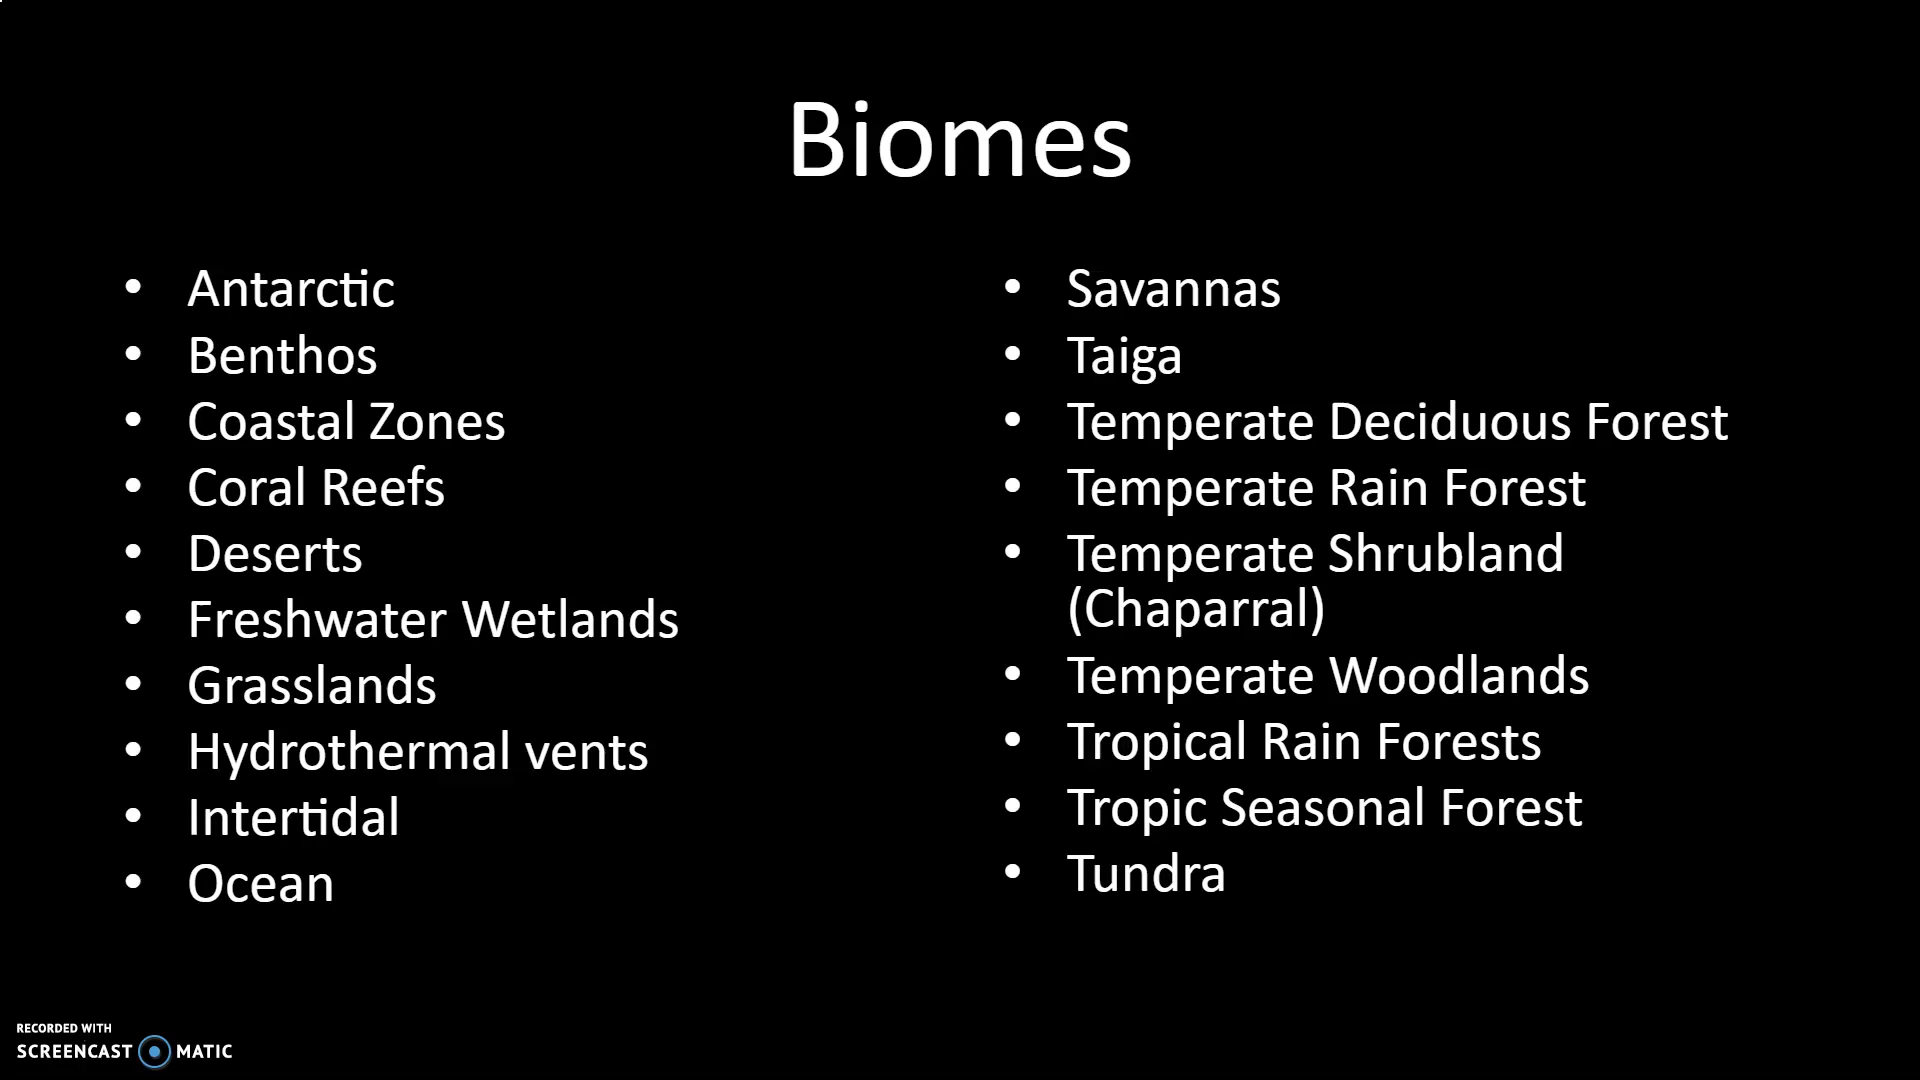 Biomes
• Antarctic
• Benthos
• Coastal Zones
• Coral Reefs
• Deserts
• Freshwater Wetlands
• Grasslands
• Hydrothermal vents
• Intertidal
• Ocean
• Savannas
• Taiga
• Temperate Deciduous Forest
• Temperate Rain Forest
• Temperate Shrubland
(Chaparral)
• Temperate Woodlands
• Tropical Rain Forests
• Tropic Seasonal Forest
• Tundra
RECORDED WITH
SCREENCAST MATIC